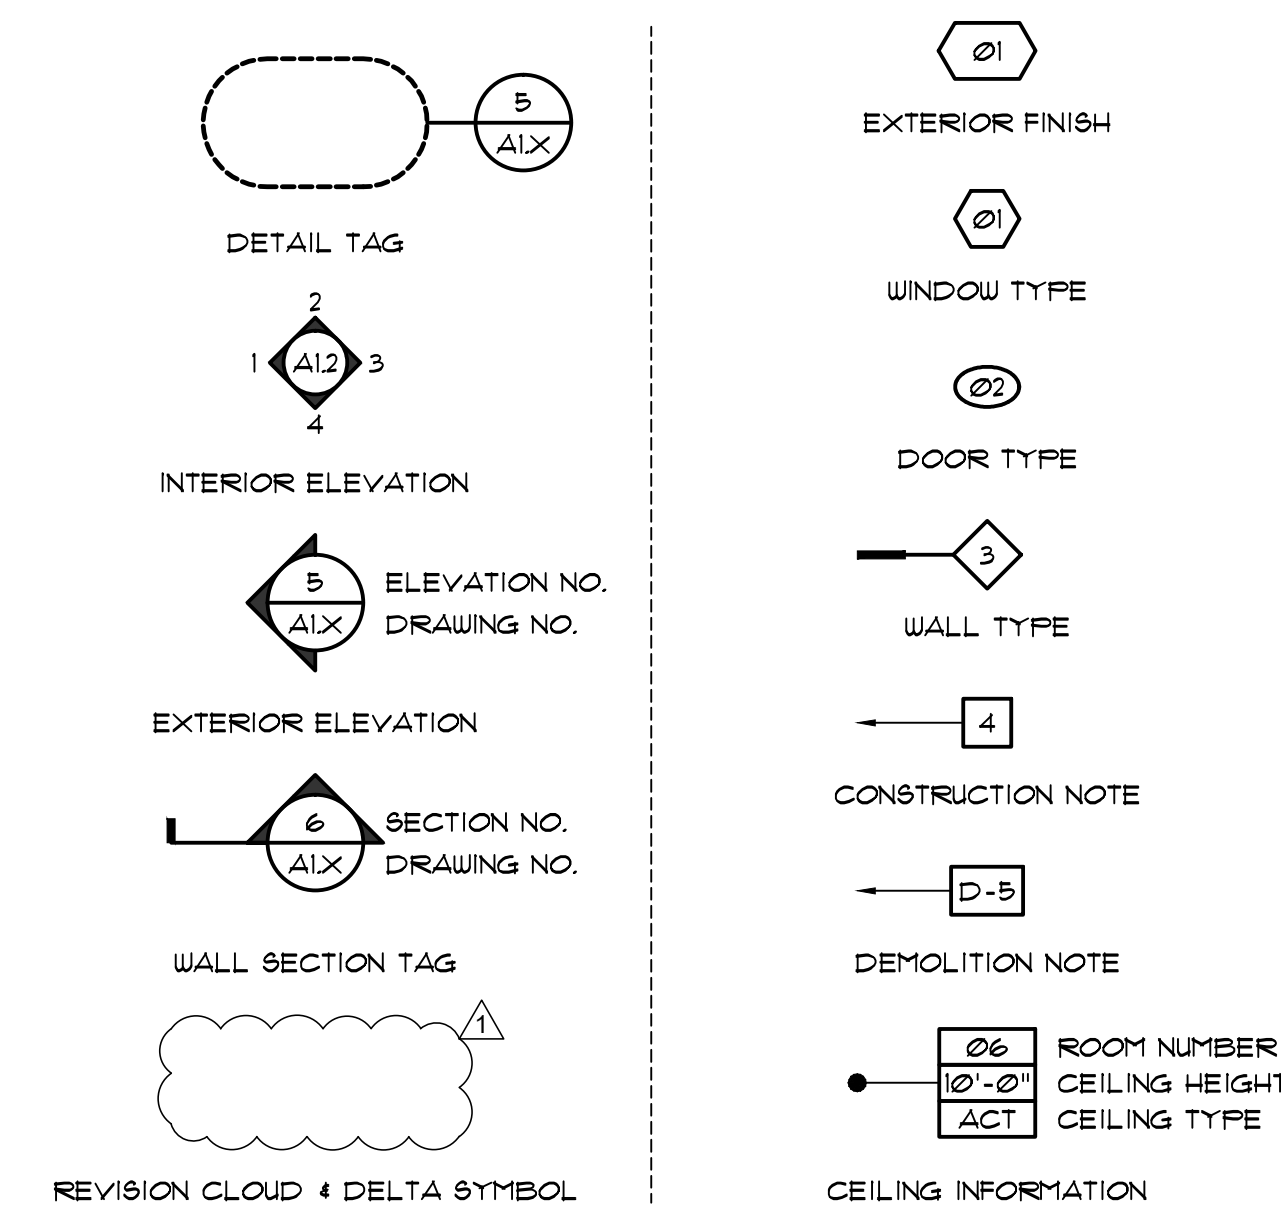 5
A1.X
DETAIL TAG
2
1 A1.2 3
4
INTERIOR ELEVATION
5 ELEVATION NO.
A1.X DRAWING NO.
EXTERIOR ELEVATION
6 SECTION NO.
A1.X DRAWING NO.
WALL SECTION TAG
1
REVISION CLOUD & DELTA SYMBOL
Ø1
EXTERIOR FINISH
Ø1
WINDOW TYPE
Ø2
DOOR TYPE
3
WALL TYPE
4
CONSTRUCTION NOTE
D-5
DEMOLITION NOTE
Ø6 ROOM NUMBER
1Ø'-Ø" CEILING HEIGHT
ACT CEILING TYPE
CEILING INFORMATION